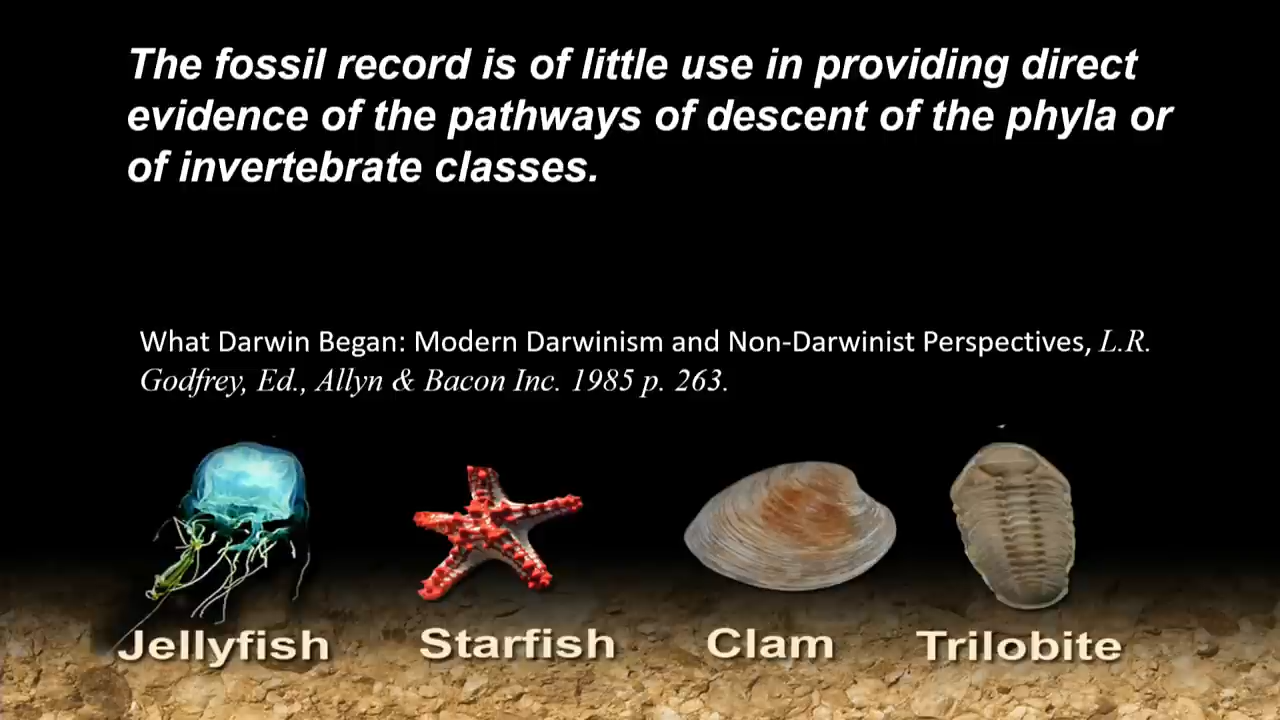 The fossil record is of little use in providing direct
evidence of the pathways of descent of the phyla or
of invertebrate classes.
What Darwin Began: Modern Darwinism and Non-Darwinist Perspectives, L.R.
Godfrey, Ed., Allyn & Bacon Inc. 1985 p. 263.
Jellyfish Starfish Clam Trilobite